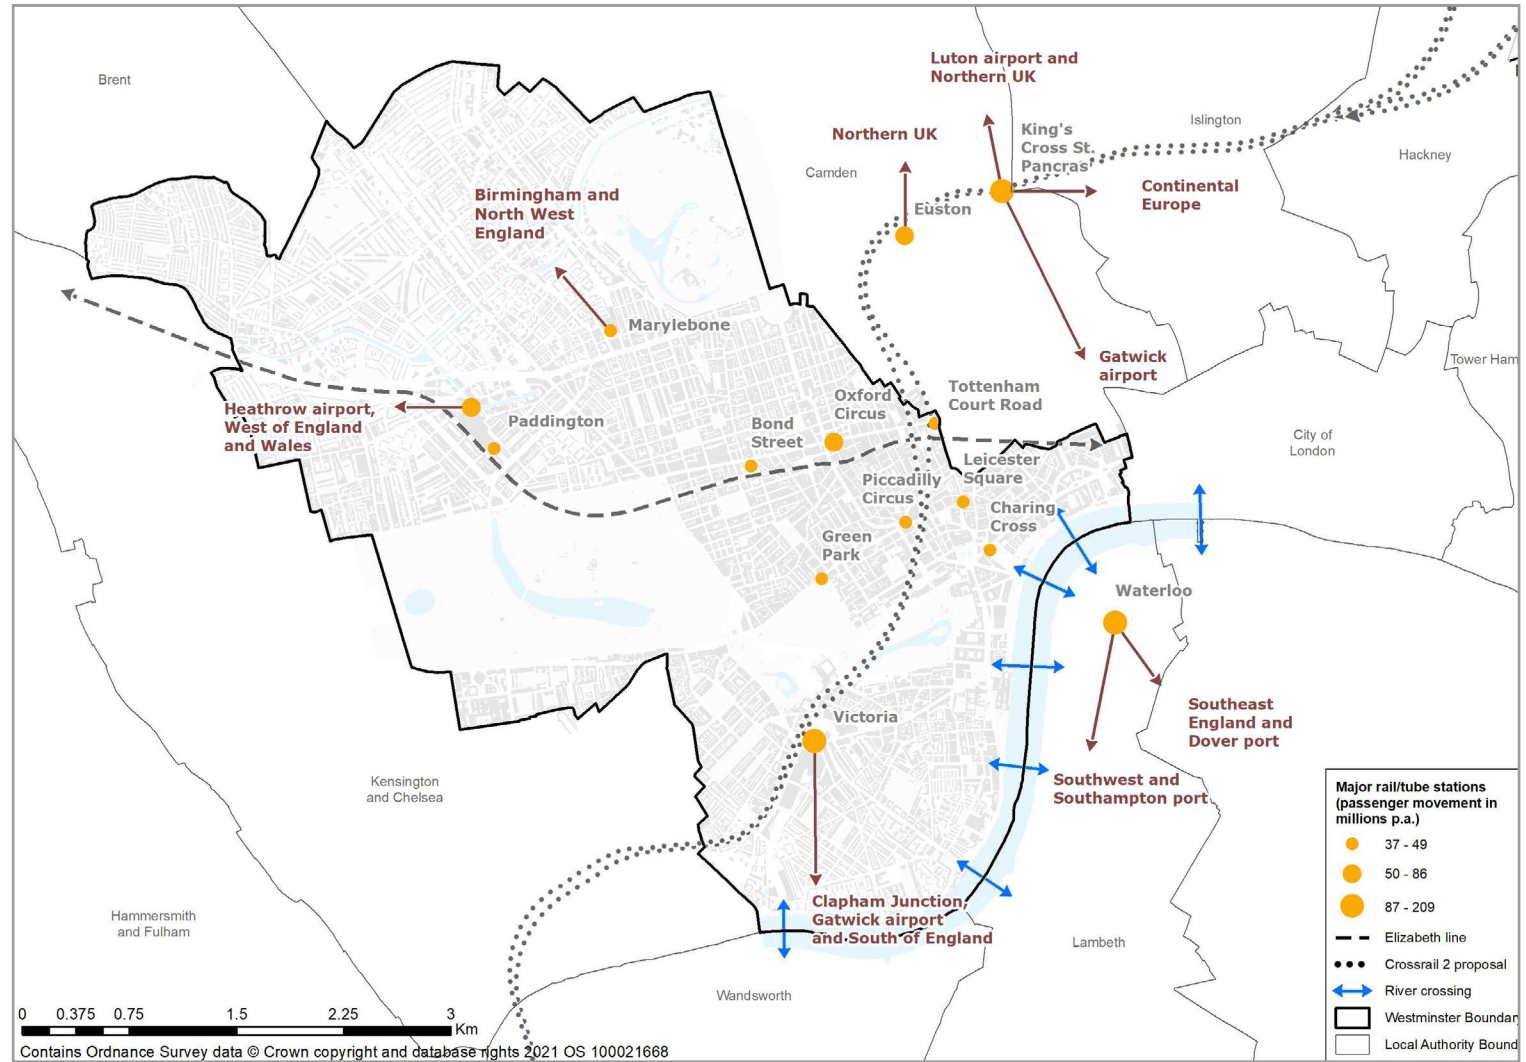 Brent
Luton airport and
Northern UK
Northern UK
King's
Cross St.
Pancras
Islington
Hackney
Camden
Continental
Europe
Birmingham and
North West
England
Euston
Marylebone
Gatwick
airport
Tower Ham
Heathrow airport,
West of England
and Wales
Paddington
Oxford
Circus
Tottenham
Court Road
Bond
Street
City of
London
Leicester
Square
Piccadilly
Circus
Charing
Cross
Green
Park
Waterloo
Victoria
Southeast
England and
Dover port
Southwest and
Southampton port
Kensington
and Chelsea
Hammersmith
and Fulham
Clapham Junction,
Gatwick airport
and South of England
Lambeth
Wandsworth
Major rail/tube stations
(passenger movement in
millions p.a.)
37 - 49
50 - 86
87 - 209
Elizabeth line
Crossrail 2 proposal
River crossing
Westminster Boundar
Local Authority Bound
0 0.375 0.75 1.5 2.25 3
Km
Contains Ordnance Survey data © Crown copyright and database rights 2021 OS 100021668